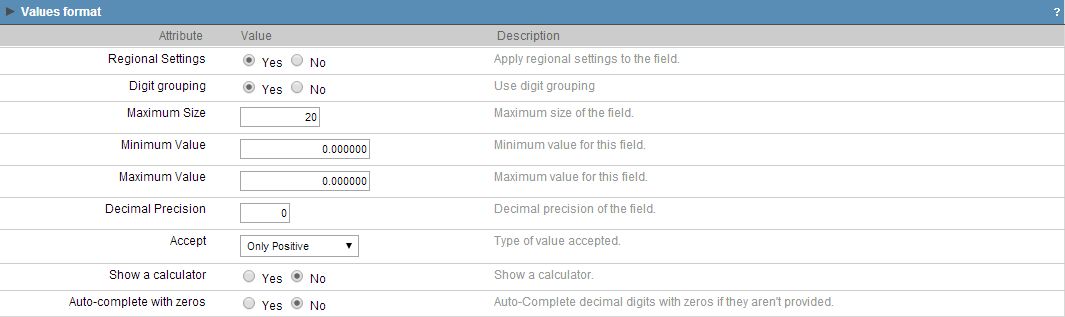 Values format ?
Attribute Value Description
Regional Settings Yes No Apply regional settings to the field.
Digit grouping Yes No Use digit grouping
Maximum Size 20 Maximum size of the field.
Minimum Value 0.000000 Minimum value for this field.
Maximum Value 0.000000 Maximum value for this field.
Decimal Precision 0 Decimal precision of the field.
Accept Only Positive Type of value accepted.
Show a calculator Yes No Show a calculator.
Auto-complete with zeros Yes No Auto-Complete decimal digits with zeros if they aren't provided.